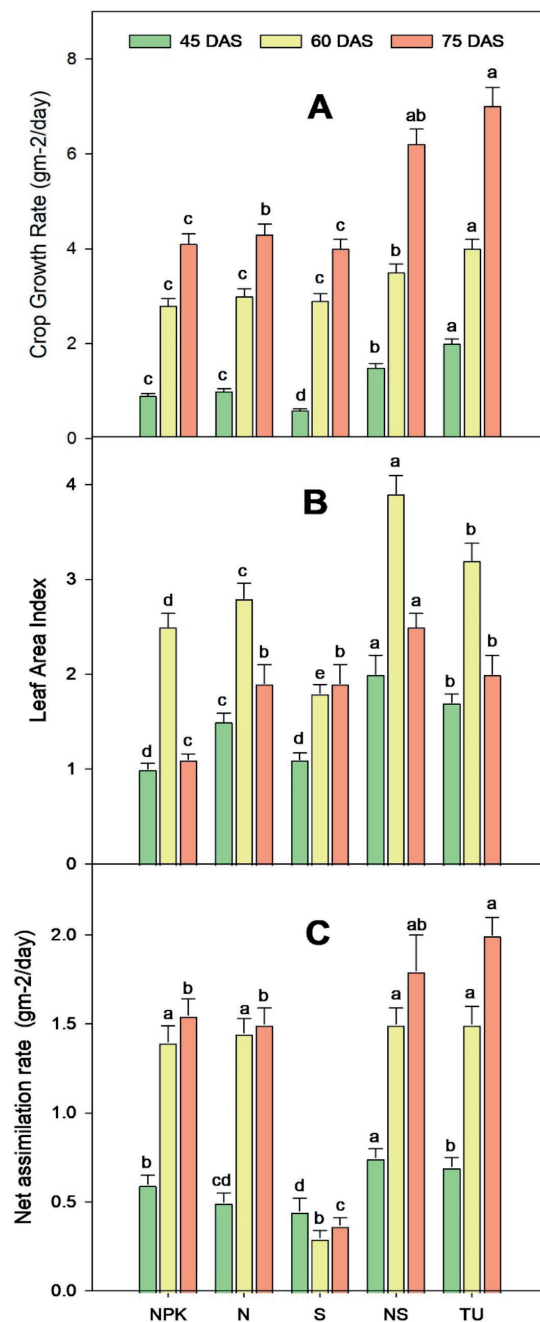 45 DAS 60 DAS 75 DAS
A
Crop Growth Rate (gm-2/day)
8
6
4
2
0
c c c
c c b
d c c
b b ab
a a a
B
Leaf Area Index
4
3
2
1
0
d d c
c c b
d e b
a a a
b b b
C
Net assimilation rate (gm-2/day)
2.0
1.5
1.0
0.5
0.0
b a b
cd a b
d b c
a a ab
b a a
NPK N S NS TU